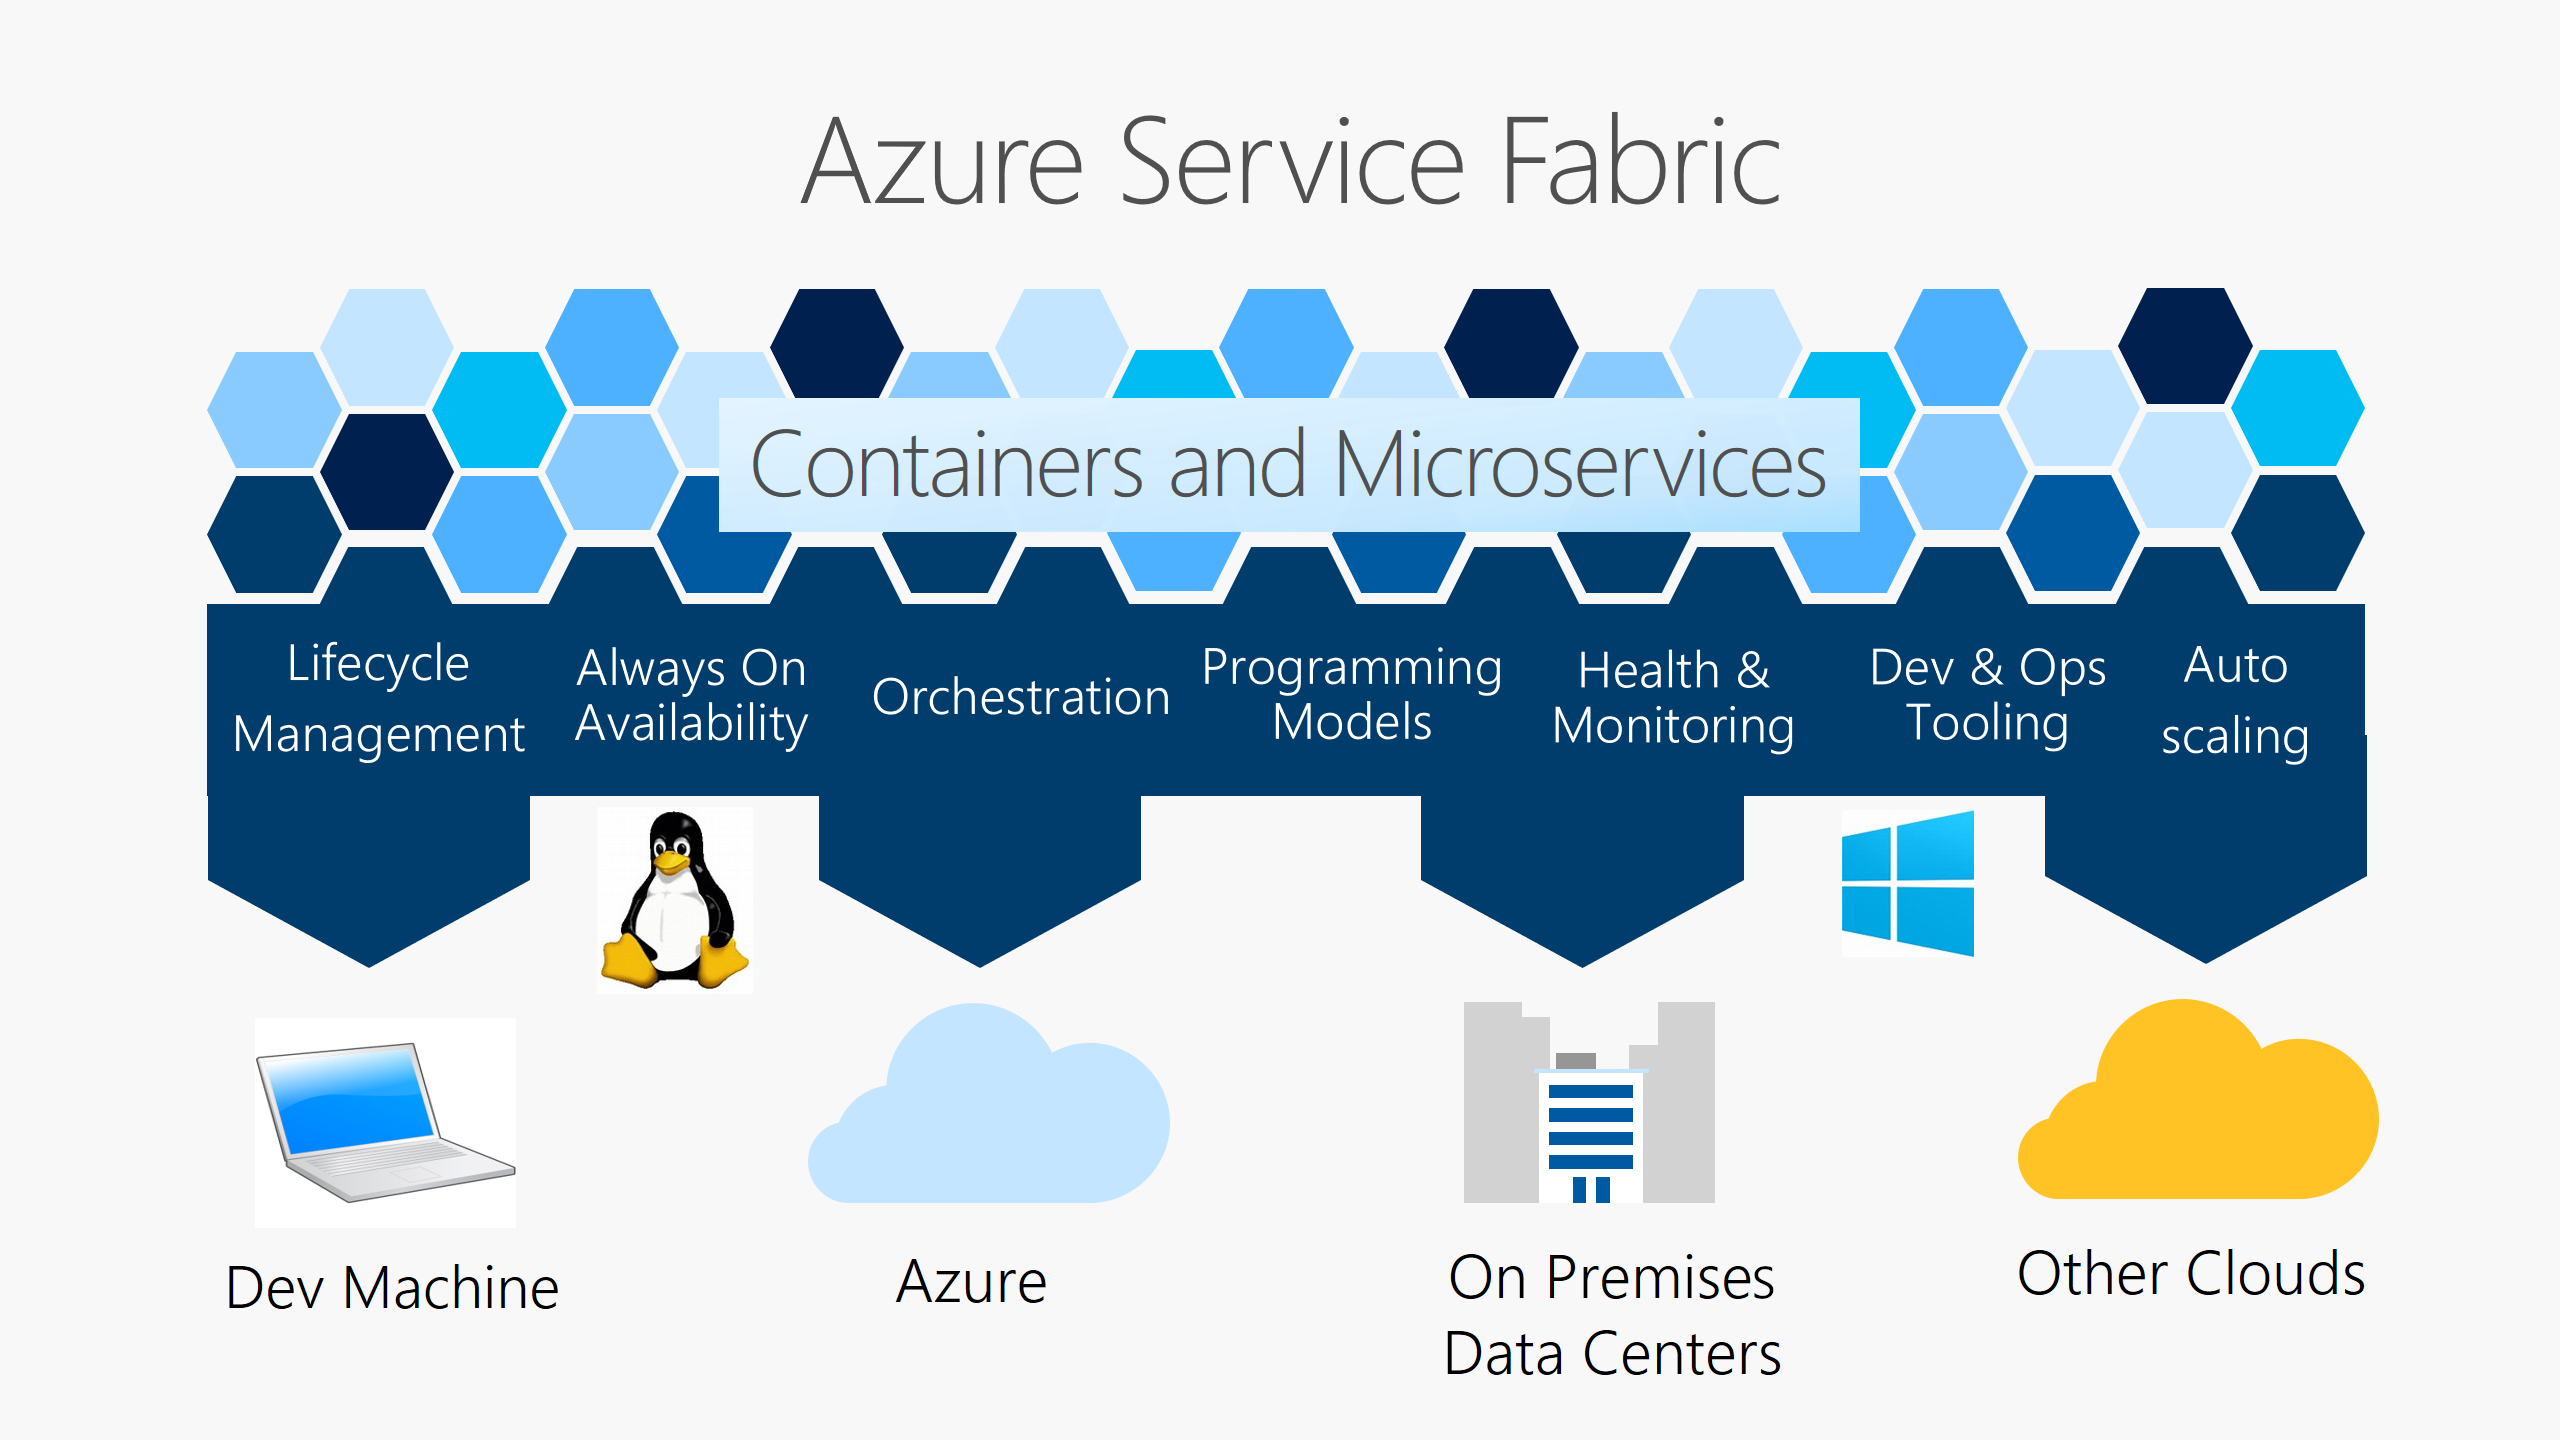 Azure Service Fabric
Containers and Microservices
Lifecycle
Management
Always On
Availability
Orchestration
Programming
Models
Health &
Monitoring
Dev & Ops
Tooling
Auto
scaling
Dev Machine
Azure
On Premises
Data Centers
Other Clouds